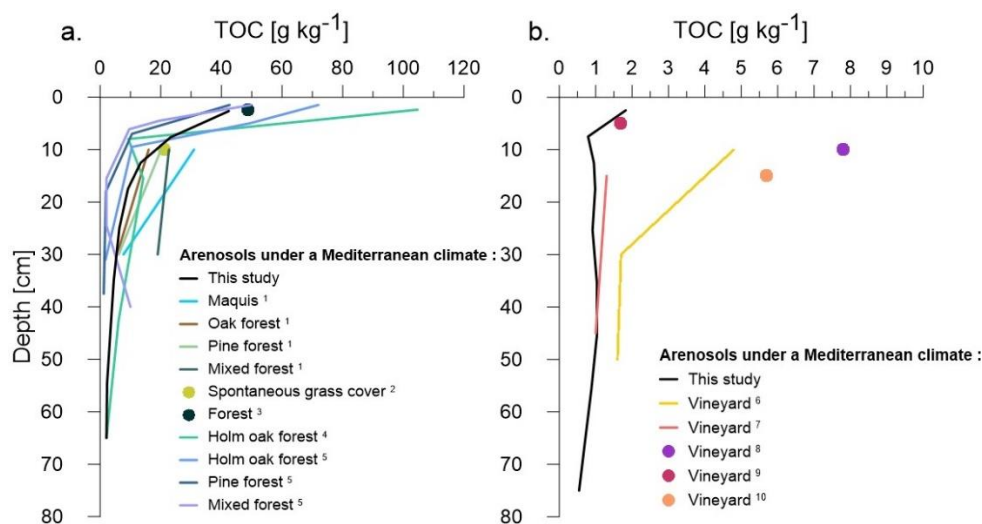 a. TOC [g kg⁻¹]
0 20 40 60 80 100 120
0
10
20
30
40
50
60
70
80
Depth [cm]
Arenosols under a Mediterranean climate :
This study
Maquis ¹
Oak forest ¹
Pine forest ¹
Mixed forest ¹
Spontaneous grass cover ²
Forest ³
Holm oak forest ⁴
Holm oak forest ⁵
Pine forest ⁵
Mixed forest ⁵
b. TOC [g kg⁻¹]
0 1 2 3 4 5 6 7 8 9 10
0
10
20
30
40
50
60
70
80
Arenosols under a Mediterranean climate :
This study
Vineyard ⁶
Vineyard ⁷
Vineyard ⁸
Vineyard ⁹
Vineyard ¹⁰